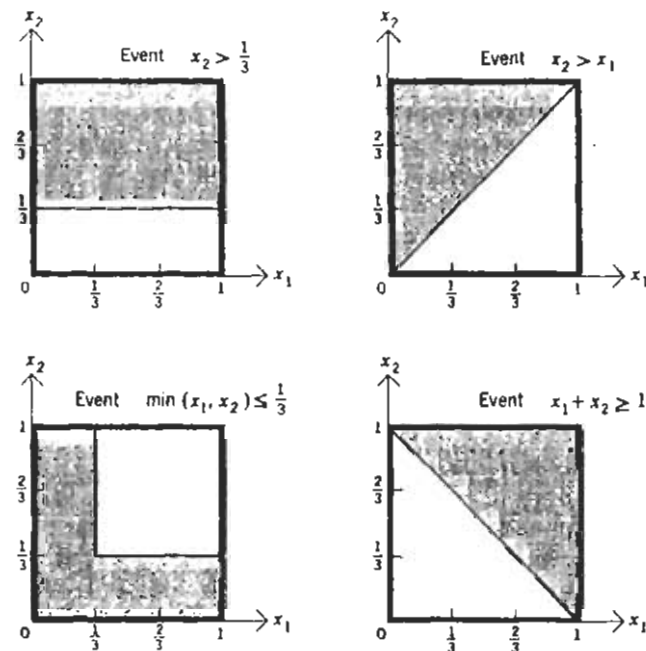 x₂
Event x₂ > 1/3
1
2/3
1/3
0 1/3 2/3 1 x₁
x₂
Event x₂ > x₁
1
2/3
1/3
0 1/3 2/3 1 x₁
x₂
Event min (x₁, x₂) ≤ 1/3
1
2/3
1/3
0 1/3 2/3 1 x₁
x₂
Event x₁ + x₂ ≥ 1
1
2/3
1/3
0 1/3 2/3 1 x₁